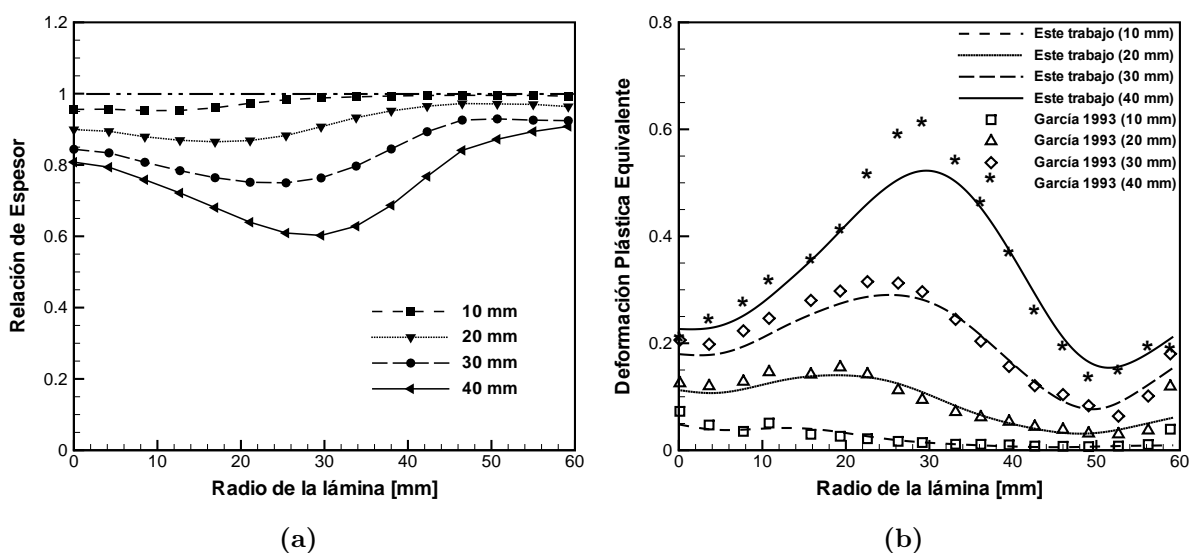 1.2
1
0.8
0.6
0.4
0.2
0
Relación de Espesor
10 mm
20 mm
30 mm
40 mm
0 10 20 30 40 50 60
Radio de la lámina [mm]
(a)
0.8
0.6
0.4
0.2
0
Deformación Plástica Equivalente
Este trabajo (10 mm)
Este trabajo (20 mm)
Este trabajo (30 mm)
Este trabajo (40 mm)
García 1993 (10 mm)
García 1993 (20 mm)
García 1993 (30 mm)
García 1993 (40 mm)
0 10 20 30 40 50 60
Radio de la lámina [mm]
(b)